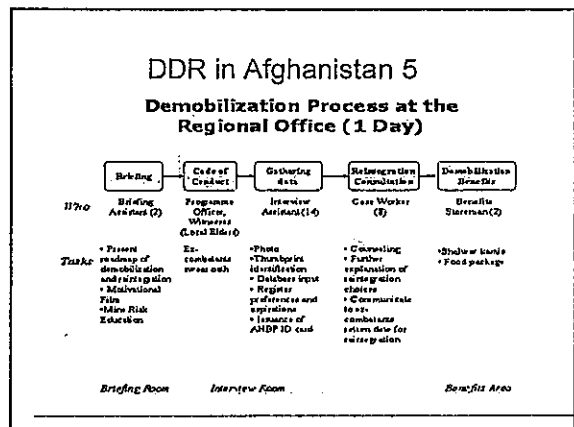 DDR in Afghanistan 5
Demobilization Process at the
Regional Office (1 Day)
Briefing
Code of
Conduct
Gathering
data
Reintegration
Consultation
Demobilization
Benefits
Who
Briefing
Assistant (2)
Programme
Officer,
Witnesses
(Local Elder)
Interview
Assistant (14)
Case Worker
(8)
Benefits
Storeman (2)
Tasks
• Present
roadmap of
demobilization
and reintegration
• Motivational
Film
• Mine Risk
Education
Ex-
combatants
swear oath
• Photo
• Thumbprint
identification
• Database input
• Register
preferences and
aspirations
• Issuance of
ANBP ID card
• Counseling
• Further
explanation of
reintegration
choices
• Communicate
to ex-
combatants
return date for
reintegration
• Shalwar kamiz
• Food package
Briefing Room
Interview Room
Benefits Area